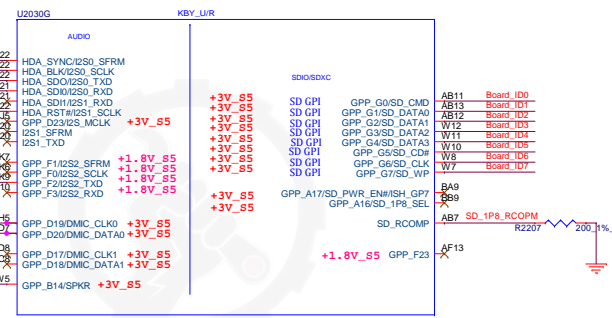 U2030G
KBY_U/R
AUDIO
SDIO/SDXC
HDA_SYNC/I2S0_SFRM
HDA_BLK/I2S0_SCLK
HDA_SDO/I2S0_TXD
HDA_SDI0/I2S0_RXD
HDA_SDI1/I2S1_RXD
HDA_RST#/I2S1_SCLK
GPP_D23/I2S_MCLK +3V_S5
I2S1_SFRM
I2S1_TXD
GPP_F1/I2S2_SFRM +1.8V_S5
GPP_F0/I2S2_SCLK +1.8V_S5
GPP_F2/I2S2_TXD +1.8V_S5
GPP_F3/I2S2_RXD +1.8V_S5
GPP_D19/DMIC_CLK0 +3V_S5
GPP_D20/DMIC_DATA0 +3V_S5
GPP_D17/DMIC_CLK1 +3V_S5
GPP_D18/DMIC_DATA1 +3V_S5
GPP_B14/SPKR +3V_S5
+3V_S5 SD GPI GPP_G0/SD_CMD AB11 Board_ID0
+3V_S5 SD GPI GPP_G1/SD_DATA0 AB13 Board_ID1
+3V_S5 SD GPI GPP_G2/SD_DATA1 AB12 Board_ID2
+3V_S5 SD GPI GPP_G3/SD_DATA2 W12 Board_ID3
+3V_S5 SD GPI GPP_G4/SD_DATA3 W11 Board_ID4
+3V_S5 SD GPI GPP_G5/SD_CD# W10 Board_ID5
+3V_S5 SD GPI GPP_G6/SD_CLK W8 Board_ID6
+3V_S5 SD GPI GPP_G7/SD_WP W7 Board_ID7
+3V_S5 GPP_A17/SD_PWR_EN#/ISH_GP7 BA9
+3V_S5 GPP_A16/SD_1P8_SEL BB9
SD_RCOMP AB7 SD_1P8_RCOPM
R2207 200_1%_
+1.8V_S5 GPP_F23 AF13